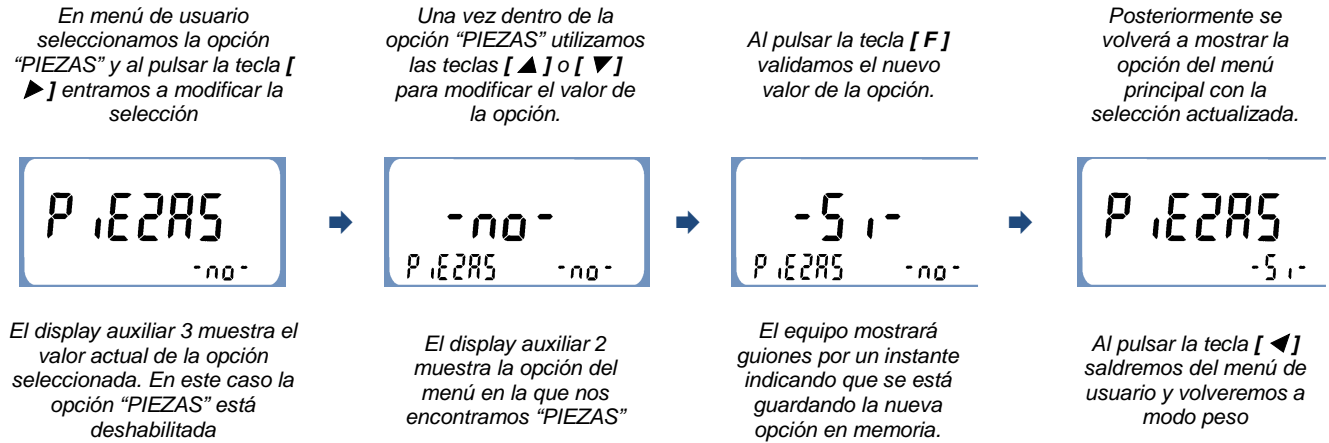 En menú de usuario
seleccionamos la opción
“PIEZAS” y al pulsar la tecla [
▶ ] entramos a modificar la
selección
Una vez dentro de la
opción “PIEZAS” utilizamos
las teclas [ ▲ ] o [ ▼ ]
para modificar el valor de
la opción.
Al pulsar la tecla [ F ]
validamos el nuevo
valor de la opción.
Posteriormente se
volverá a mostrar la
opción del menú
principal con la
selección actualizada.
PiEZAS
-no-
-no-
PiEZAS -no-
-Si-
PiEZAS -no-
PiEZAS
-Si-
El display auxiliar 3 muestra el
valor actual de la opción
seleccionada. En este caso la
opción “PIEZAS” está
deshabilitada
El display auxiliar 2
muestra la opción del
menú en la que nos
encontramos “PIEZAS”
El equipo mostrará
guiones por un instante
indicando que se está
guardando la nueva
opción en memoria.
Al pulsar la tecla [ ◀ ]
saldremos del menú de
usuario y volveremos a
modo peso